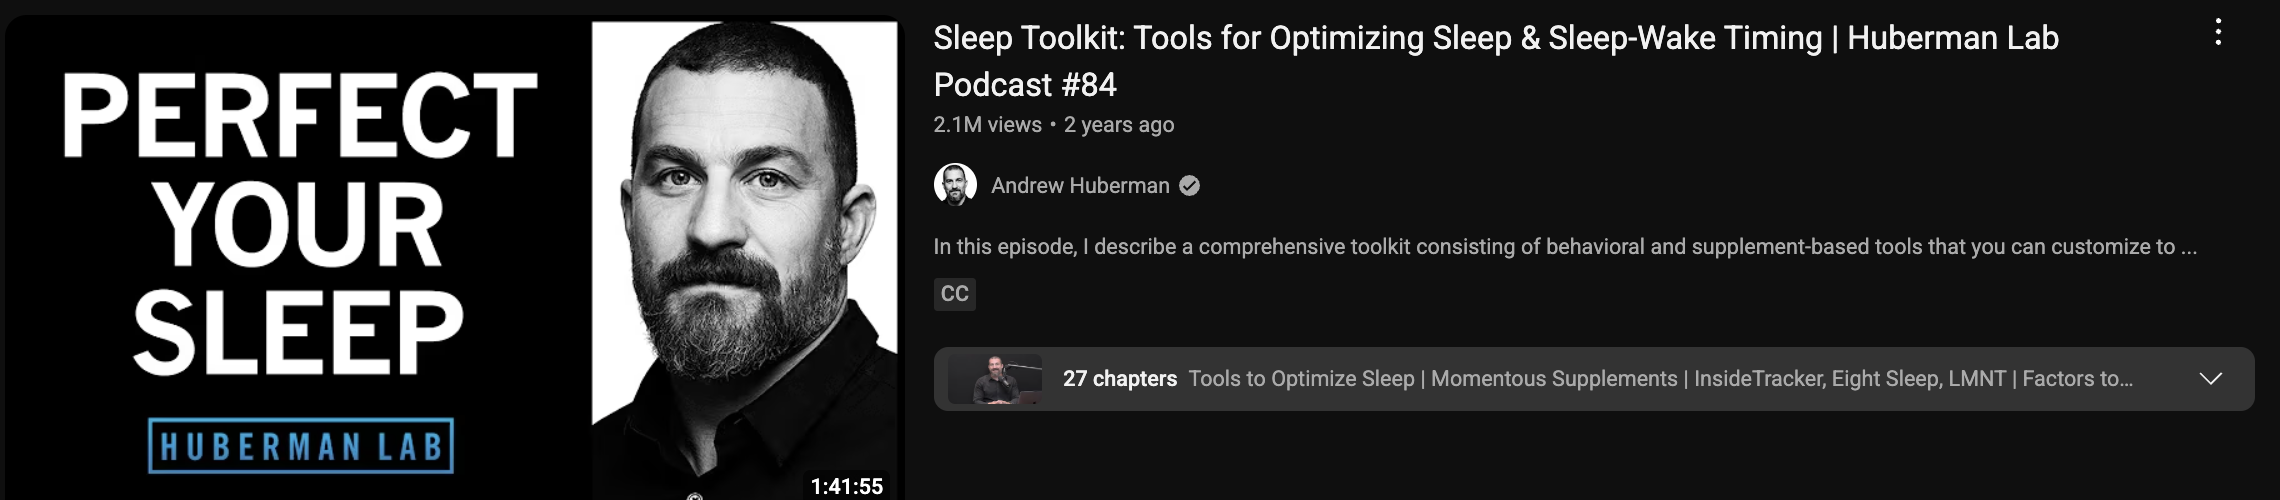 PERFECT
YOUR
SLEEP
HUBERMAN LAB
1:41:55
Sleep Toolkit: Tools for Optimizing Sleep & Sleep-Wake Timing | Huberman Lab
Podcast #84
2.1M views • 2 years ago
Andrew Huberman
In this episode, I describe a comprehensive toolkit consisting of behavioral and supplement-based tools that you can customize to ...
CC
27 chapters Tools to Optimize Sleep | Momentous Supplements | InsideTracker, Eight Sleep, LMNT | Factors to...